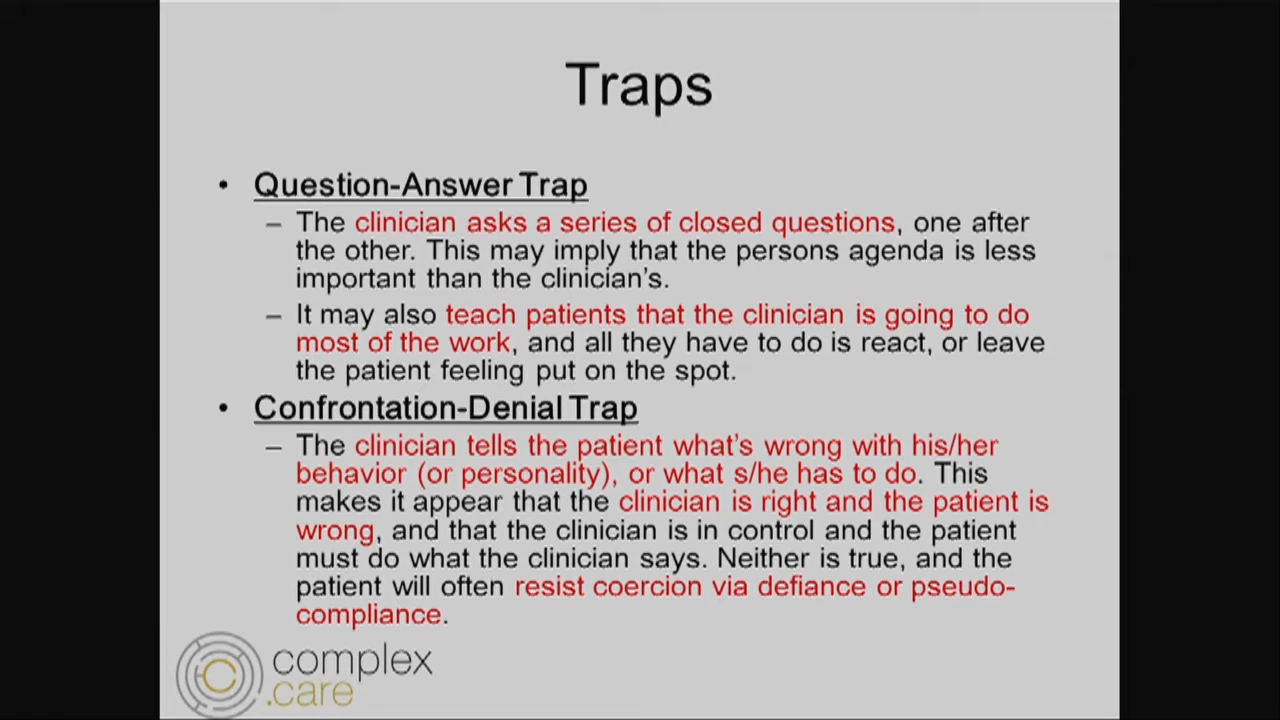 Traps
• Question-Answer Trap
– The clinician asks a series of closed questions, one after
the other. This may imply that the persons agenda is less
important than the clinician's.
– It may also teach patients that the clinician is going to do
most of the work, and all they have to do is react, or leave
the patient feeling put on the spot.
• Confrontation-Denial Trap
– The clinician tells the patient what's wrong with his/her
behavior (or personality), or what s/he has to do. This
makes it appear that the clinician is right and the patient is
wrong, and that the clinician is in control and the patient
must do what the clinician says. Neither is true, and the
patient will often resist coercion via defiance or pseudo-
compliance.
complex
.care